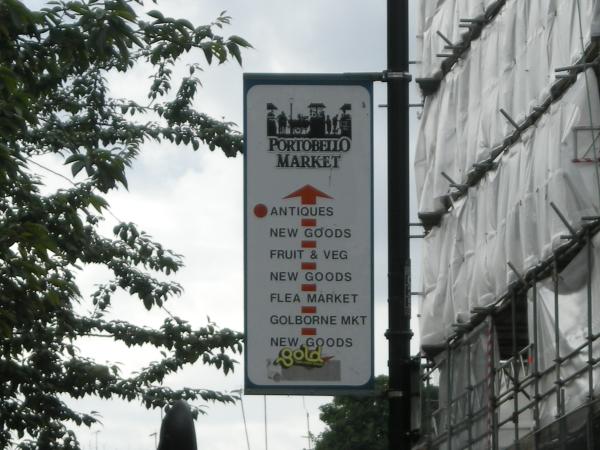 PORTOBELLO
MARKET
ANTIQUES
NEW GOODS
FRUIT & VEG
NEW GOODS
FLEA MARKET
GOLBORNE MKT
NEW GOODS
gold